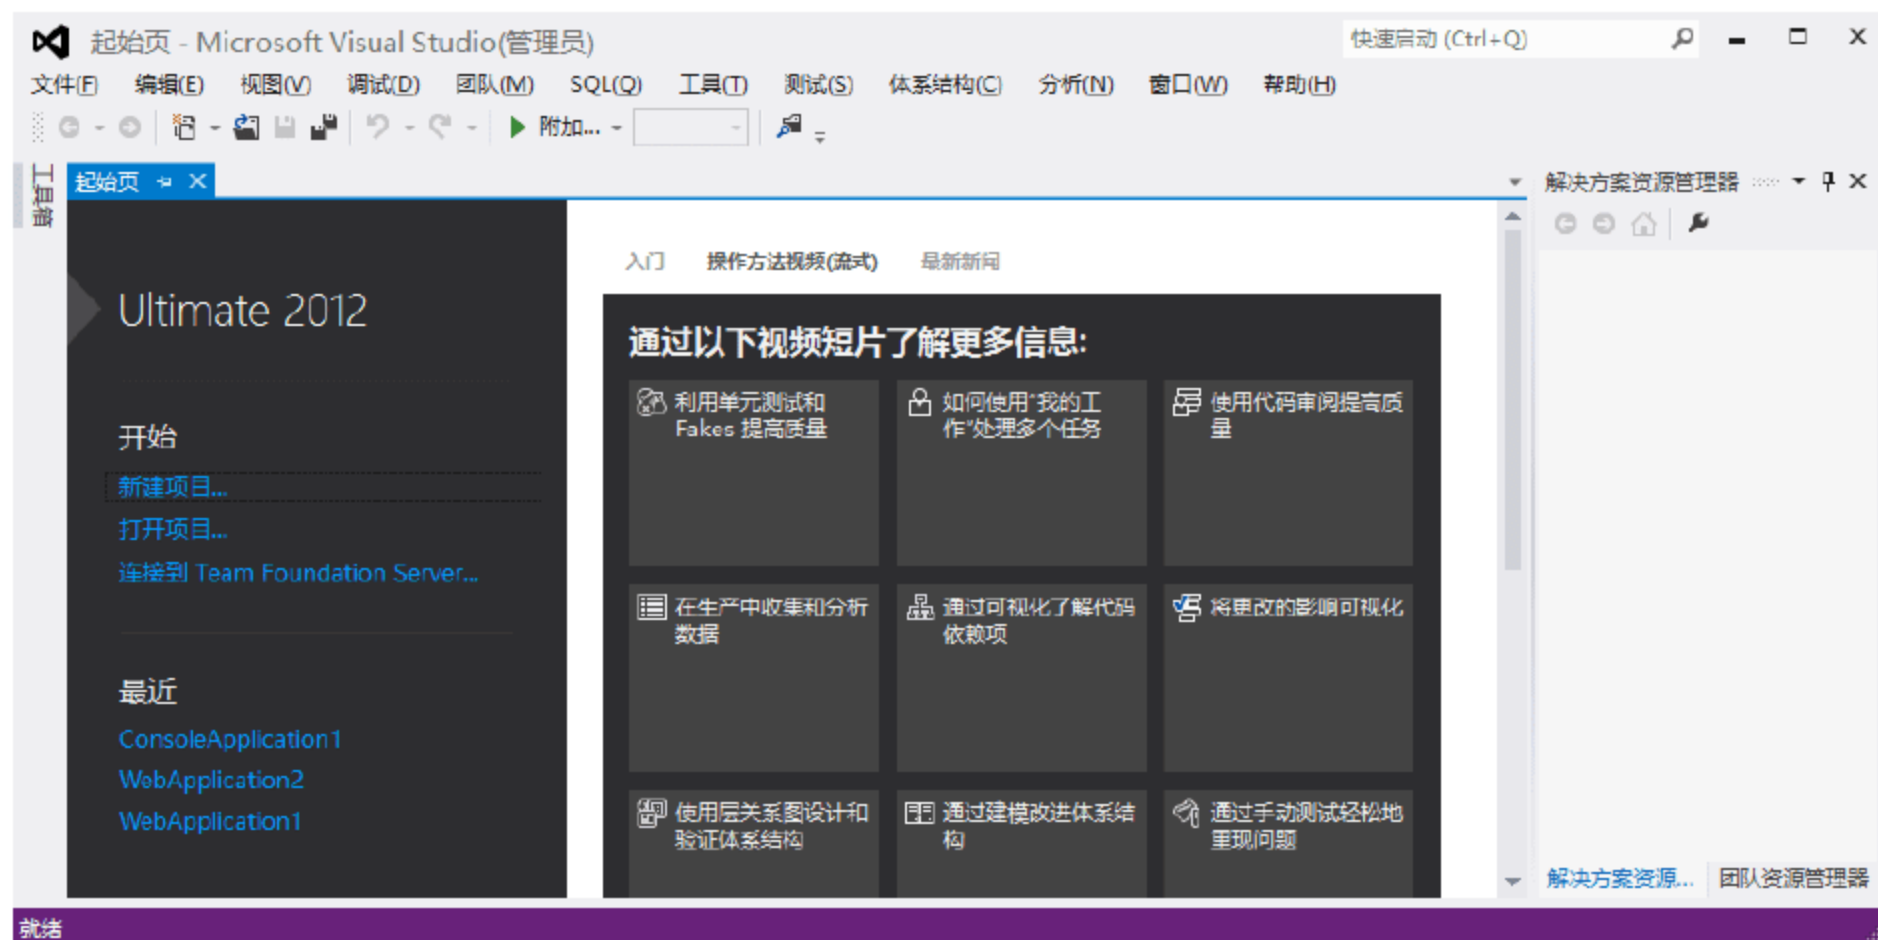 起始页 - Microsoft Visual Studio(管理员)
快速启动 (Ctrl+Q)
文件(F) 编辑(E) 视图(V) 调试(D) 团队(M) SQL(Q) 工具(T) 测试(S) 体系结构(C) 分析(N) 窗口(W) 帮助(H)
附加...
工具箱
起始页
解决方案资源管理器
Ultimate 2012
开始
新建项目...
打开项目...
连接到 Team Foundation Server...
最近
ConsoleApplication1
WebApplication2
WebApplication1
入门 操作方法视频(流式) 最新新闻
通过以下视频短片了解更多信息:
利用单元测试和
Fakes 提高质量
如何使用"我的工
作"处理多个任务
使用代码审阅提高质
量
在生产中收集和分析
数据
通过可视化了解代码
依赖项
将更改的影响可视化
使用层关系图设计和
验证体系结构
通过建模改进体系结
构
通过手动测试轻松地
重现问题
解决方案资源... 团队资源管理器
就绪